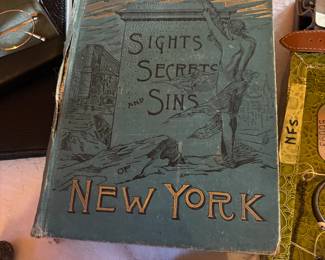 SIGHTS
SECRETS
AND SINS
OF
NEW YORK
NFS